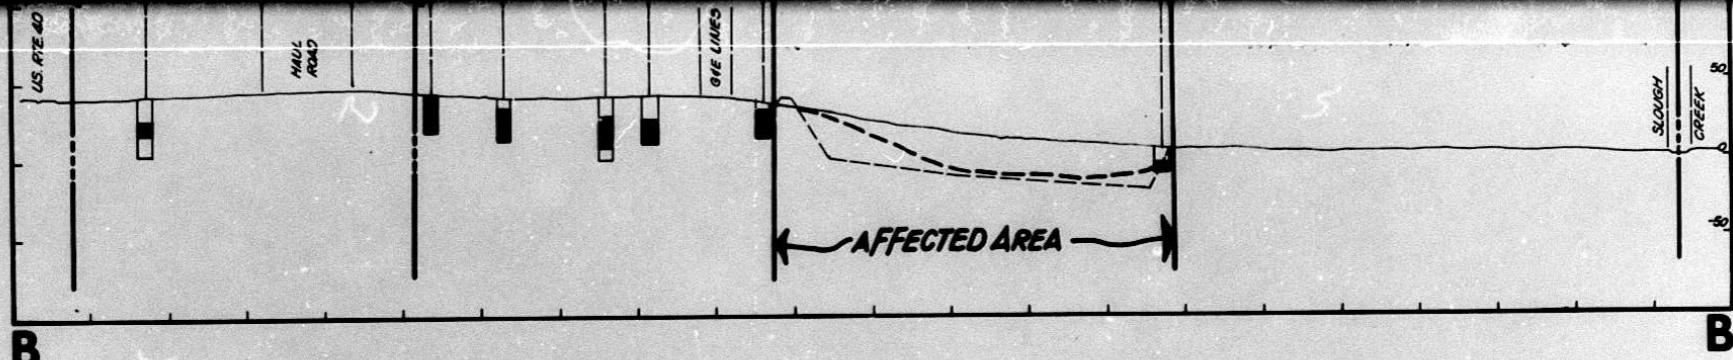 US. RTE 40
HAUL
ROAD
G+E LINES
SLOUGH
CREEK
50
0
-50
AFFECTED AREA
B
B